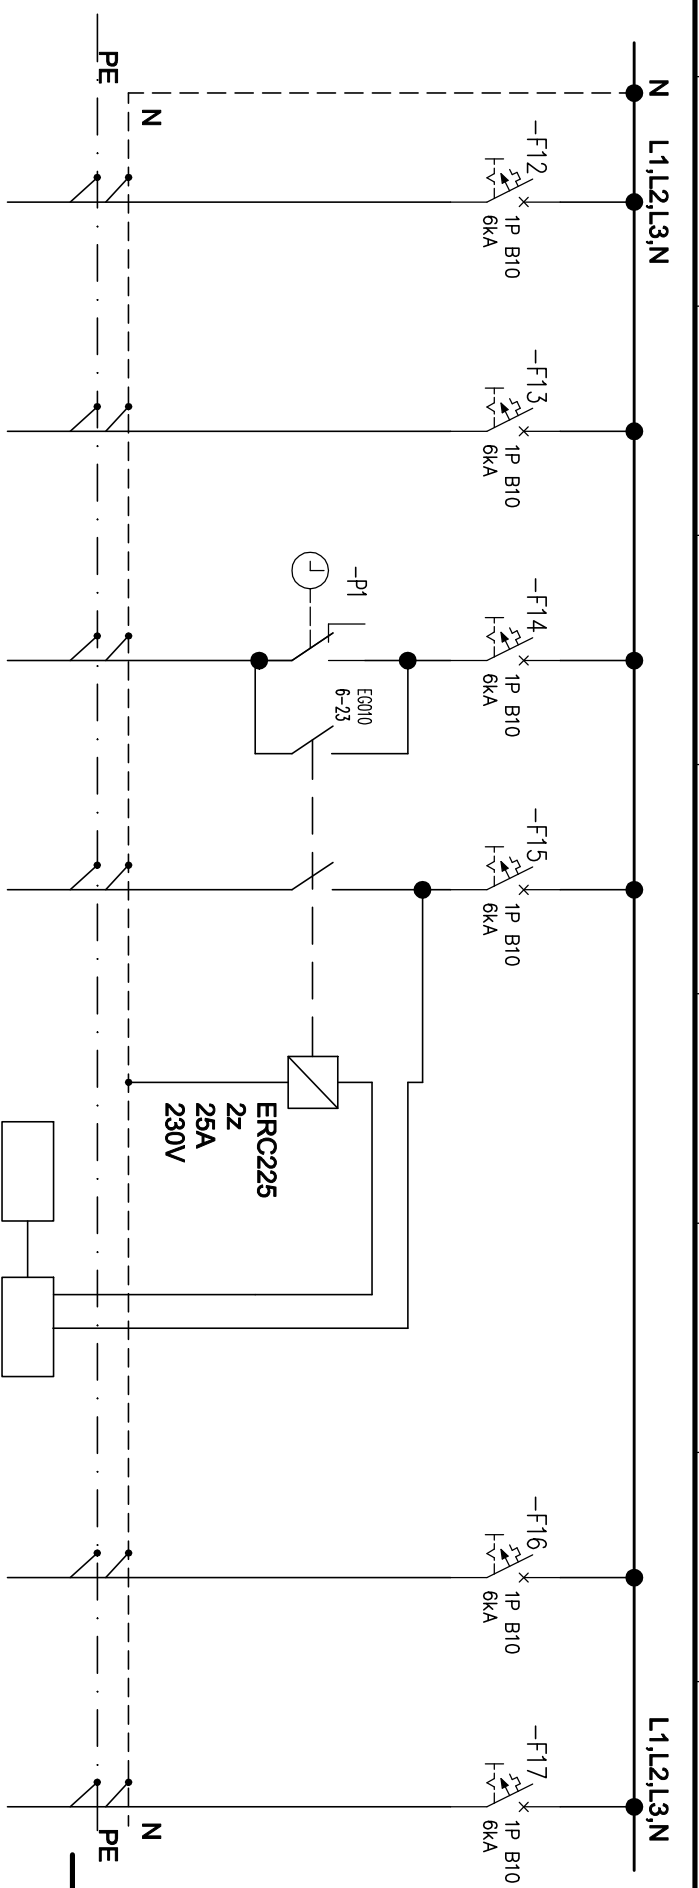 N
L1,L2,L3,N
L1,L2,L3,N
-F12
1P B10
6kA
-F13
1P B10
6kA
-F14
1P B10
6kA
-F15
1P B10
6kA
-F16
1P B10
6kA
-F17
1P B10
6kA
-P1
EG010
6-23
ERC225
2z
25A
230V
N
N
PE
PE